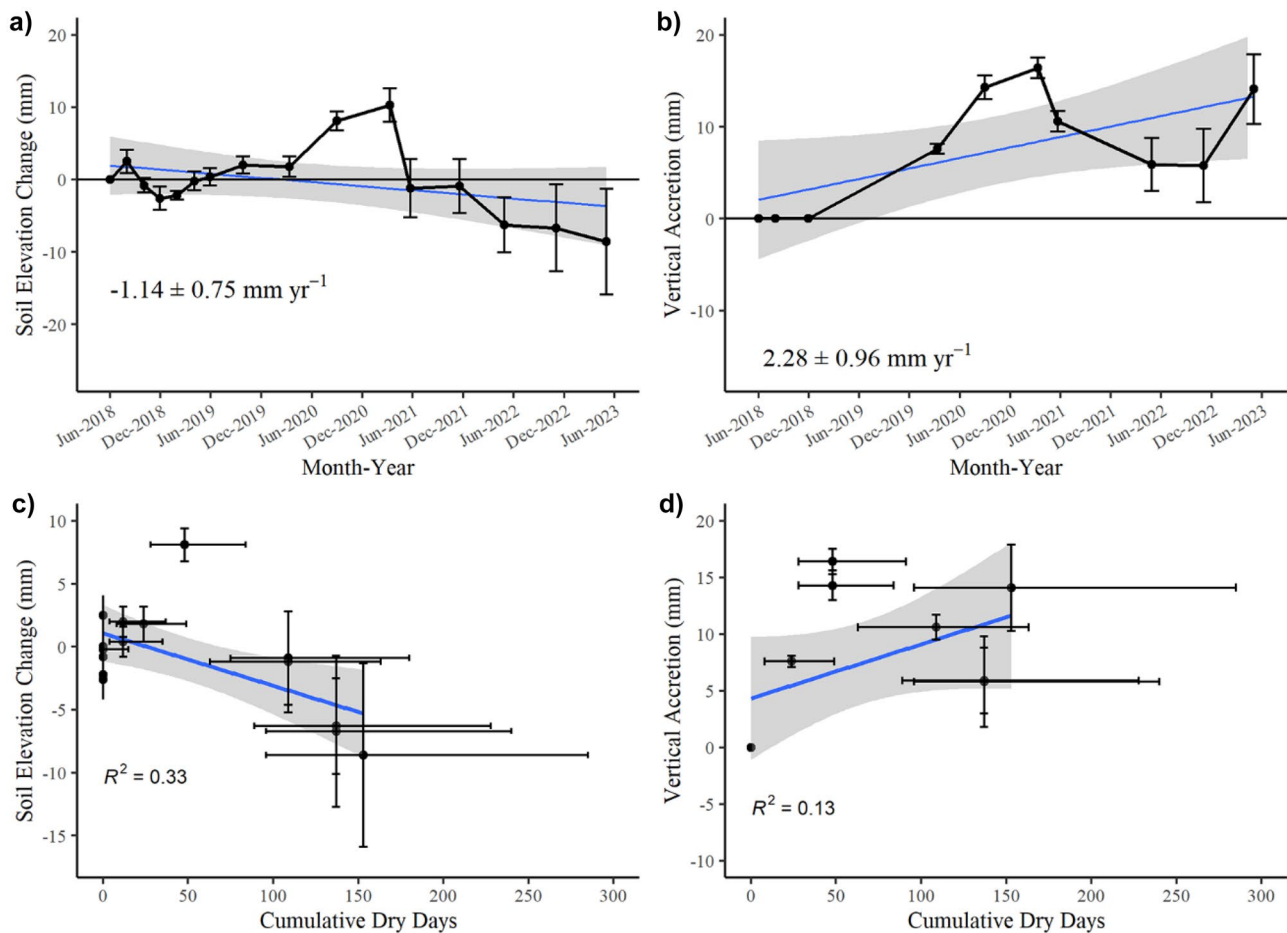 a)
Soil Elevation Change (mm)
20
10
0
-10
-20
-1.14 ± 0.75 mm yr⁻¹
Jun-2018
Dec-2018
Jun-2019
Dec-2019
Jun-2020
Dec-2020
Jun-2021
Dec-2021
Jun-2022
Dec-2022
Jun-2023
Month-Year
b)
Vertical Accretion (mm)
20
10
0
-10
2.28 ± 0.96 mm yr⁻¹
Jun-2018
Dec-2018
Jun-2019
Dec-2019
Jun-2020
Dec-2020
Jun-2021
Dec-2021
Jun-2022
Dec-2022
Jun-2023
Month-Year
c)
Soil Elevation Change (mm)
10
5
0
-5
-10
-15
R² = 0.33
0 50 100 150 200 250 300
Cumulative Dry Days
d)
Vertical Accretion (mm)
20
15
10
5
0
-5
-10
R² = 0.13
0 50 100 150 200 250 300
Cumulative Dry Days